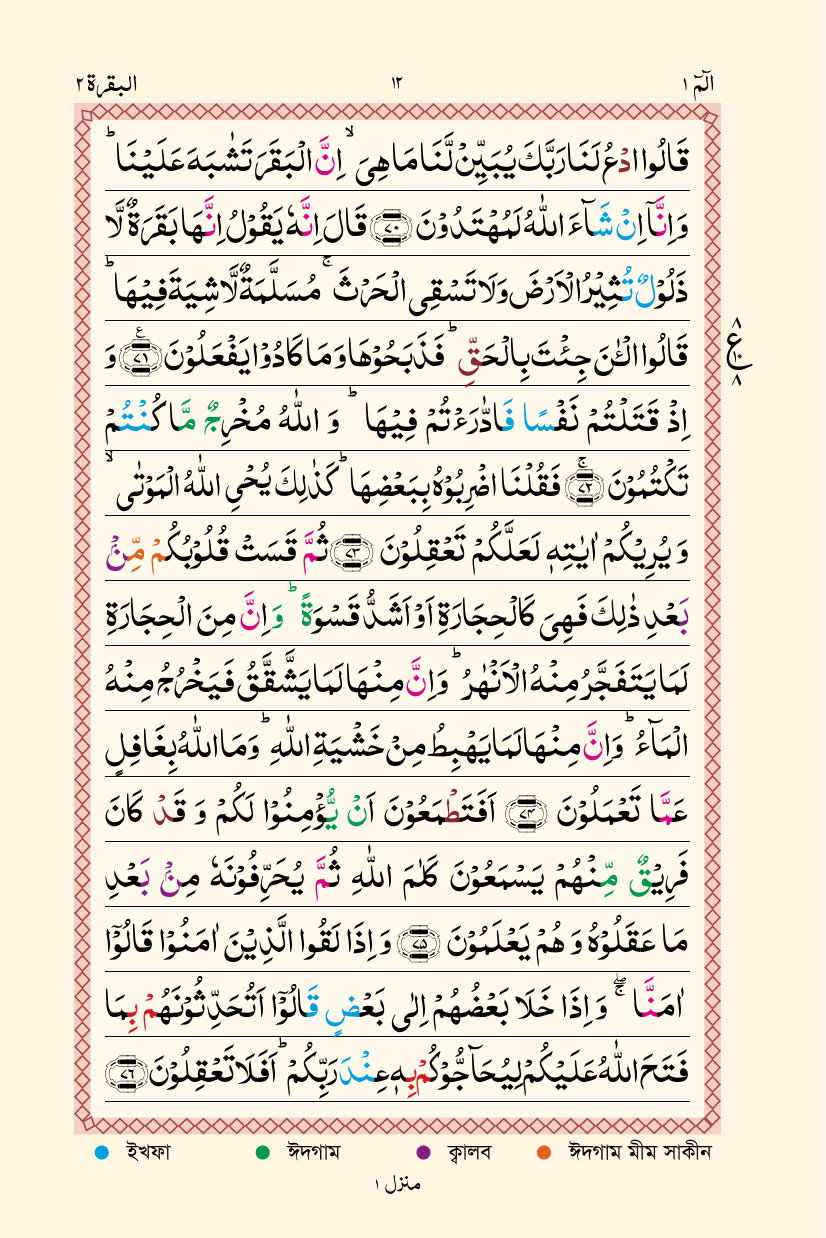 الٓمّٓ ١ ١٢ البقرة ٢
قَالُوا ادْعُ لَنَا رَبَّكَ يُبَيِّنْ لَّنَا مَا هِیَ ۙ اِنَّ الْبَقَرَ تَشٰبَهَ عَلَیْنَا ؕ
وَاِنَّاۤ اِنْ شَآءَ اللّٰهُ لَمُهْتَدُوْنَ ﴿۷۰﴾ قَالَ اِنَّهٗ یَقُوْلُ اِنَّهَا بَقَرَةٌ لَّا
ذَلُوْلٌ تُثِیْرُ الْاَرْضَ وَلَا تَسْقِی الْحَرْثَ ۚ مُسَلَّمَةٌ لَّا شِیَةَ فِیْهَا ؕ
قَالُوا الْـٰٔنَ جِئْتَ بِالْحَقِّ ؕ فَذَبَحُوْهَا وَمَا كَادُوْا یَفْعَلُوْنَ ﴿۷۱﴾ وَ
٨ ع ٨
اِذْ قَتَلْتُمْ نَفْسًا فَادّٰرَءْتُمْ فِیْهَا ؕ وَ اللّٰهُ مُخْرِجٌ مَّا كُنْتُمْ
تَكْتُمُوْنَ ﴿۷۲﴾ۚ فَقُلْنَا اضْرِبُوْهُ بِبَعْضِهَا ؕ كَذٰلِكَ یُحْیِ اللّٰهُ الْمَوْتٰی ۙ
وَ یُرِیْكُمْ اٰیٰتِهٖ لَعَلَّكُمْ تَعْقِلُوْنَ ﴿۷۳﴾ ثُمَّ قَسَتْ قُلُوْبُكُمْ مِّنْۢ
بَعْدِ ذٰلِكَ فَهِیَ كَالْحِجَارَةِ اَوْ اَشَدُّ قَسْوَةً ؕ وَاِنَّ مِنَ الْحِجَارَةِ
لَمَا یَتَفَجَّرُ مِنْهُ الْاَنْهٰرُ ؕ وَاِنَّ مِنْهَا لَمَا یَشَّقَّقُ فَیَخْرُجُ مِنْهُ
الْمَآءُ ؕ وَاِنَّ مِنْهَا لَمَا یَهْبِطُ مِنْ خَشْیَةِ اللّٰهِ ؕ وَمَا اللّٰهُ بِغَافِلٍ
عَمَّا تَعْمَلُوْنَ ﴿۷۴﴾ اَفَتَطْمَعُوْنَ اَنْ یُّؤْمِنُوْا لَكُمْ وَ قَدْ كَانَ
فَرِیْقٌ مِّنْهُمْ یَسْمَعُوْنَ كَلٰمَ اللّٰهِ ثُمَّ یُحَرِّفُوْنَهٗ مِنْۢ بَعْدِ
مَا عَقَلُوْهُ وَ هُمْ یَعْلَمُوْنَ ﴿۷۵﴾ وَ اِذَا لَقُوا الَّذِیْنَ اٰمَنُوْا قَالُوْۤا
اٰمَنَّا ۖۚ وَ اِذَا خَلَا بَعْضُهُمْ اِلٰی بَعْضٍ قَالُوْۤا اَتُحَدِّثُوْنَهُمْ بِمَا
فَتَحَ اللّٰهُ عَلَیْكُمْ لِیُحَآجُّوْكُمْ بِهٖ عِنْدَ رَبِّكُمْ ؕ اَفَلَا تَعْقِلُوْنَ ﴿۷۶﴾
ইখফা ঈদগাম ক্বালব ঈদগাম মীম সাকীন
منزل ١